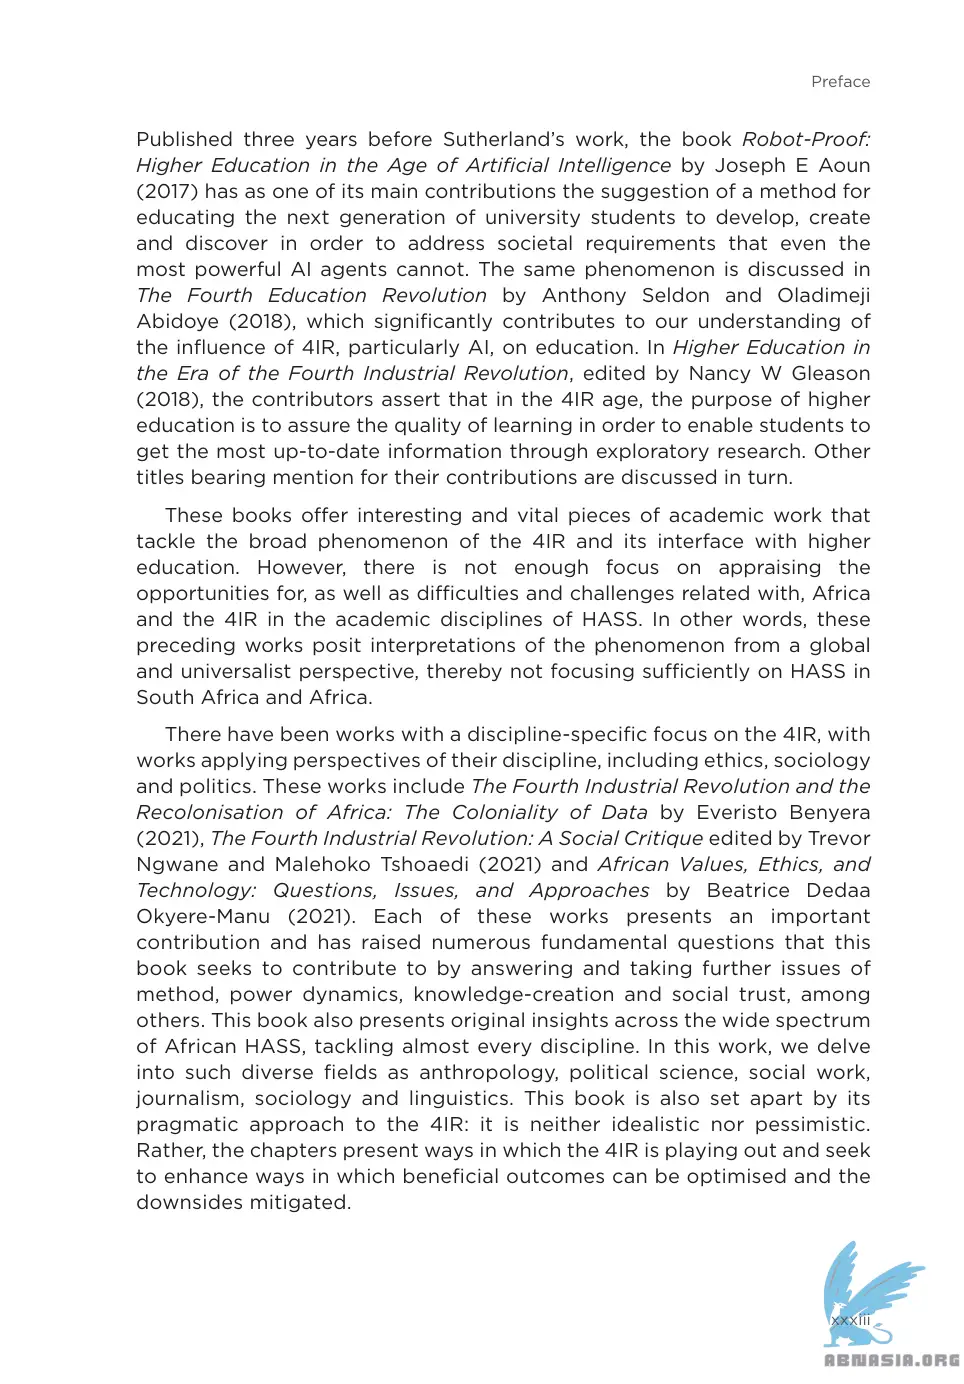 Preface
Published three years before Sutherland’s work, the book Robot-Proof:
Higher Education in the Age of Artificial Intelligence by Joseph E Aoun
(2017) has as one of its main contributions the suggestion of a method for
educating the next generation of university students to develop, create
and discover in order to address societal requirements that even the
most powerful AI agents cannot. The same phenomenon is discussed in
The Fourth Education Revolution by Anthony Seldon and Oladimeji
Abidoye (2018), which significantly contributes to our understanding of
the influence of 4IR, particularly AI, on education. In Higher Education in
the Era of the Fourth Industrial Revolution, edited by Nancy W Gleason
(2018), the contributors assert that in the 4IR age, the purpose of higher
education is to assure the quality of learning in order to enable students to
get the most up-to-date information through exploratory research. Other
titles bearing mention for their contributions are discussed in turn.
These books offer interesting and vital pieces of academic work that
tackle the broad phenomenon of the 4IR and its interface with higher
education. However, there is not enough focus on appraising the
opportunities for, as well as difficulties and challenges related with, Africa
and the 4IR in the academic disciplines of HASS. In other words, these
preceding works posit interpretations of the phenomenon from a global
and universalist perspective, thereby not focusing sufficiently on HASS in
South Africa and Africa.
There have been works with a discipline-specific focus on the 4IR, with
works applying perspectives of their discipline, including ethics, sociology
and politics. These works include The Fourth Industrial Revolution and the
Recolonisation of Africa: The Coloniality of Data by Everisto Benyera
(2021), The Fourth Industrial Revolution: A Social Critique edited by Trevor
Ngwane and Malehoko Tshoaedi (2021) and African Values, Ethics, and
Technology: Questions, Issues, and Approaches by Beatrice Dedaa
Okyere-Manu (2021). Each of these works presents an important
contribution and has raised numerous fundamental questions that this
book seeks to contribute to by answering and taking further issues of
method, power dynamics, knowledge-creation and social trust, among
others. This book also presents original insights across the wide spectrum
of African HASS, tackling almost every discipline. In this work, we delve
into such diverse fields as anthropology, political science, social work,
journalism, sociology and linguistics. This book is also set apart by its
pragmatic approach to the 4IR: it is neither idealistic nor pessimistic.
Rather, the chapters present ways in which the 4IR is playing out and seek
to enhance ways in which beneficial outcomes can be optimised and the
downsides mitigated.
xxxiii
ABNASIA.ORG